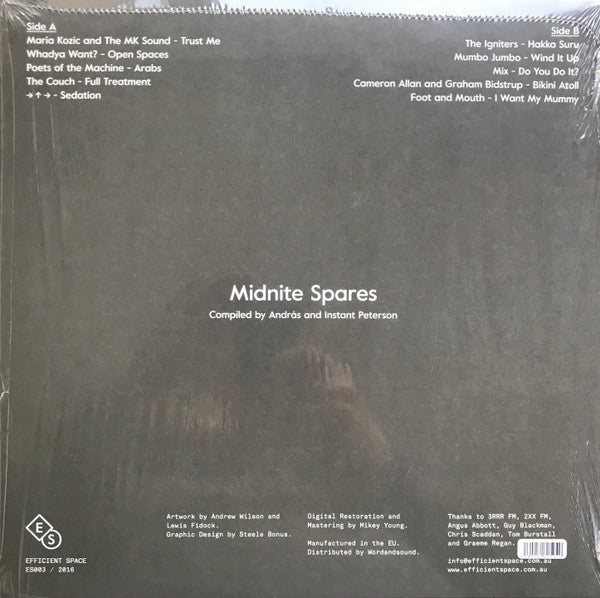 Side A
Maria Kozic and The MK Sound - Trust Me
Whadya Want? - Open Spaces
Poets of the Machine - Arabs
The Couch - Full Treatment
→↑→ - Sedation
Side B
The Igniters - Hakka Suru
Mumbo Jumbo - Wind It Up
Mix - Do You Do It?
Cameron Allan and Graham Bidstrup - Bikini Atoll
Foot and Mouth - I Want My Mummy
Midnite Spares
Compiled by András and Instant Peterson
E
S
EFFICIENT SPACE
ES003 / 2016
Artwork by Andrew Wilson and
Lewis Fidock.
Graphic Design by Steele Bonus.
Digital Restoration and
Mastering by Mikey Young.
Manufactured in the EU.
Distributed by Wordandsound.
Thanks to 3RRR FM, 2XX FM,
Angus Abbott, Guy Blackman,
Chris Scaddan, Tom Burstall
and Graeme Regan.
info@efficientspace.com.au
www.efficientspace.com.au